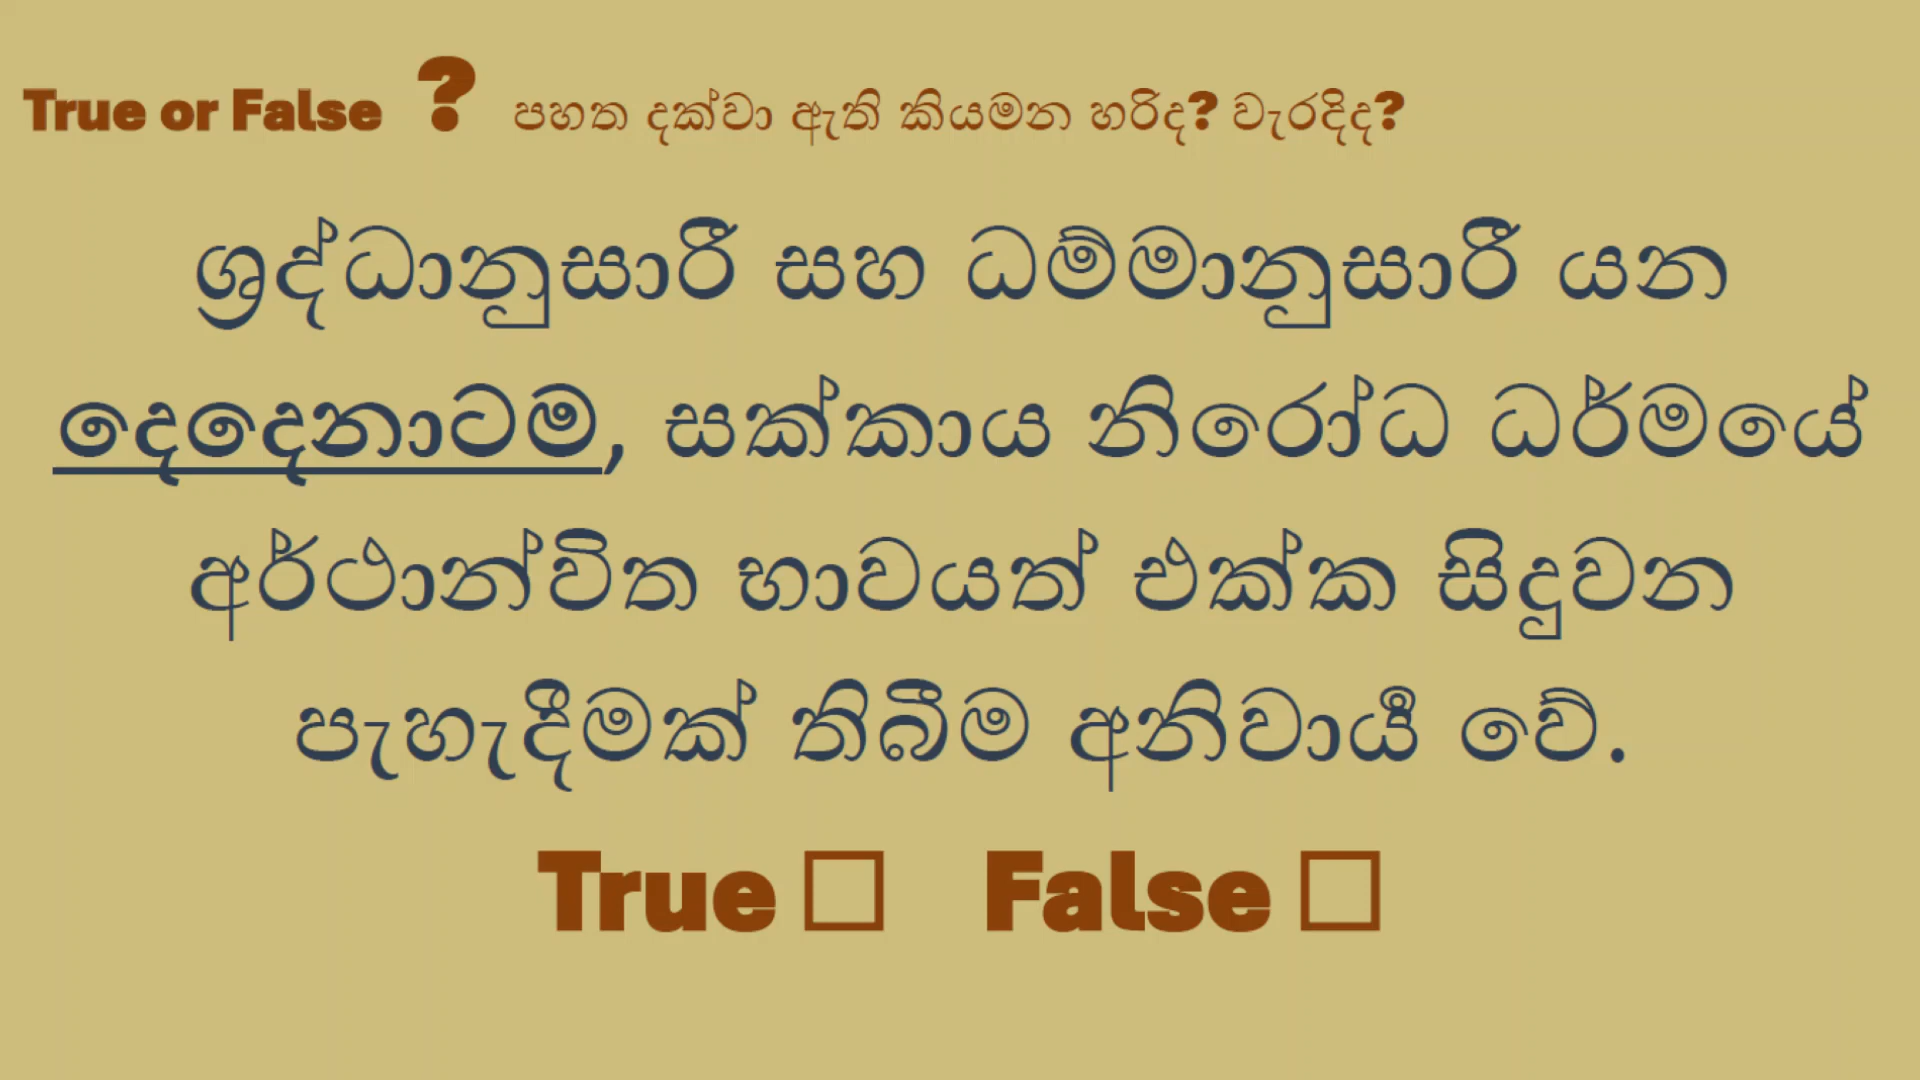 True or False ? පහත දක්වා ඇති කියමන හරිද? වැරදිද?
ශ්‍රද්ධානුසාරී සහ ධම්මානුසාරී යන
දෙදෙනාටම, සක්කාය නිරෝධ ධර්මයේ
අර්ථාන්විත භාවයත් එක්ක සිදුවන
පැහැදීමක් තිබීම අනිවාර්‍ය වේ.
True □ False □